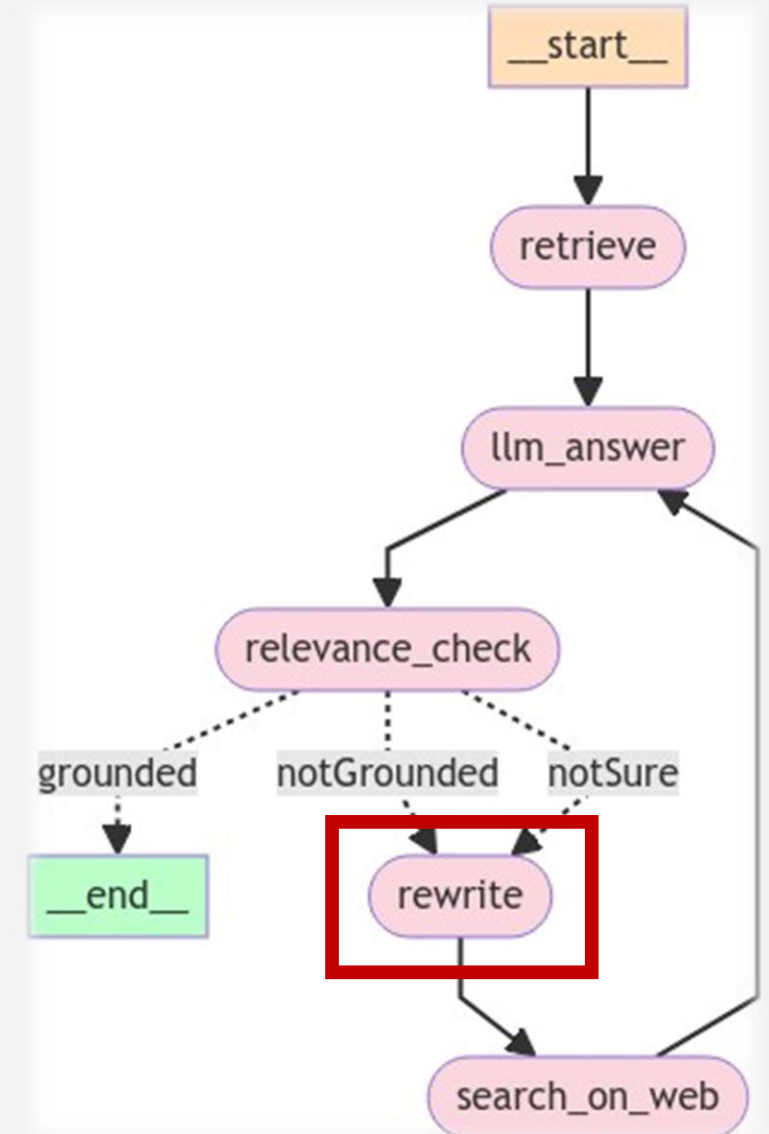 __start__
retrieve
llm_answer
relevance_check
grounded
notGrounded
notSure
__end__
rewrite
search_on_web